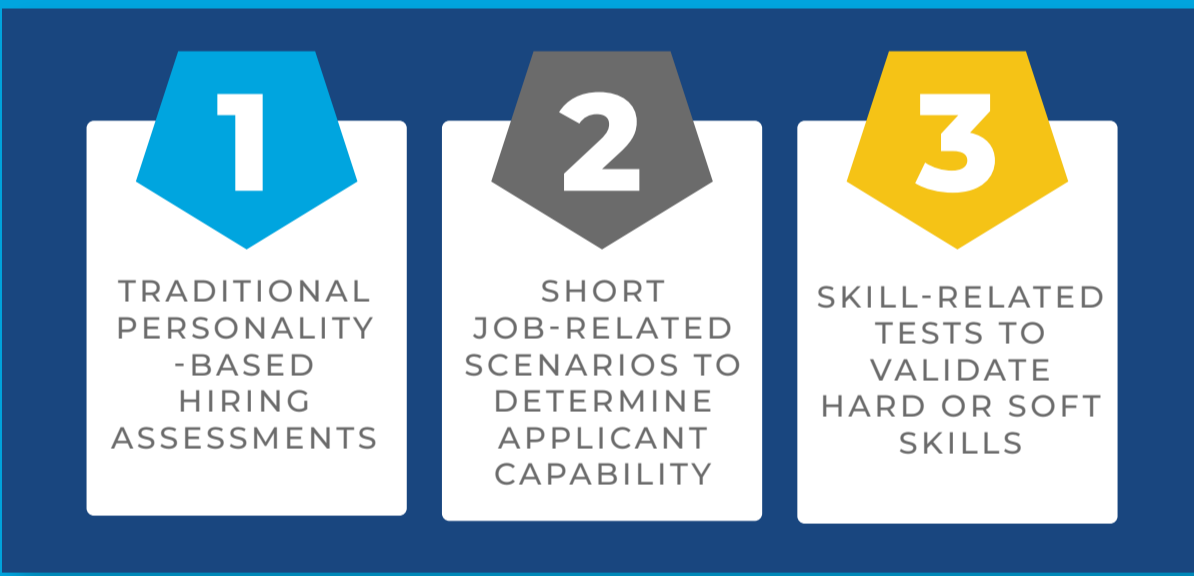 1
TRADITIONAL
PERSONALITY
-BASED
HIRING
ASSESSMENTS
2
SHORT
JOB-RELATED
SCENARIOS TO
DETERMINE
APPLICANT
CAPABILITY
3
SKILL-RELATED
TESTS TO
VALIDATE
HARD OR SOFT
SKILLS